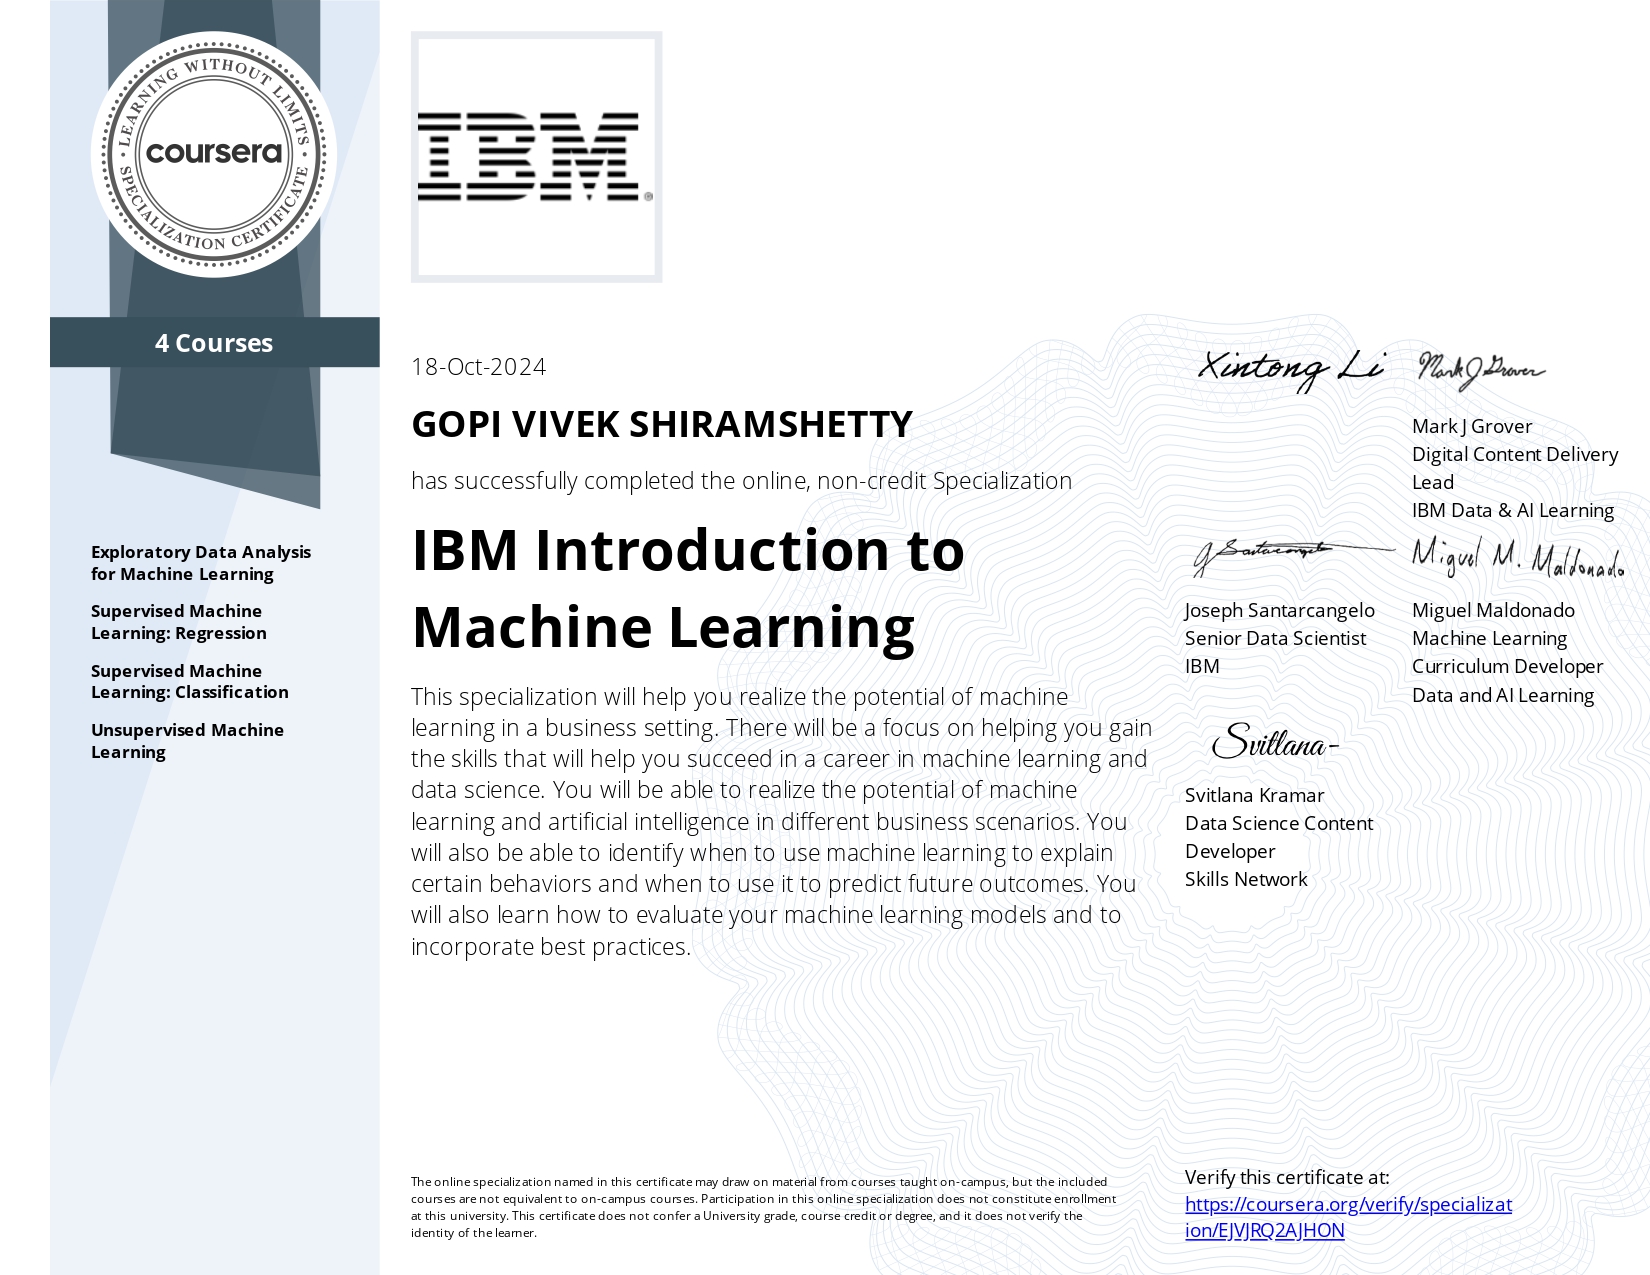 LEARNING WITHOUT LIMITS
coursera
SPECIALIZATION CERTIFICATE
4 Courses
Exploratory Data Analysis
for Machine Learning
Supervised Machine
Learning: Regression
Supervised Machine
Learning: Classification
Unsupervised Machine
Learning
IBM®
18-Oct-2024
GOPI VIVEK SHIRAMSHETTY
has successfully completed the online, non-credit Specialization
IBM Introduction to
Machine Learning
This specialization will help you realize the potential of machine
learning in a business setting. There will be a focus on helping you gain
the skills that will help you succeed in a career in machine learning and
data science. You will be able to realize the potential of machine
learning and artificial intelligence in different business scenarios. You
will also be able to identify when to use machine learning to explain
certain behaviors and when to use it to predict future outcomes. You
will also learn how to evaluate your machine learning models and to
incorporate best practices.
Xintong Li
Mark J Grover
Mark J Grover
Digital Content Delivery
Lead
IBM Data & AI Learning
J Santarcangelo
Joseph Santarcangelo
Senior Data Scientist
IBM
Miguel M. Maldonado
Miguel Maldonado
Machine Learning
Curriculum Developer
Data and AI Learning
Svitlana-
Svitlana Kramar
Data Science Content
Developer
Skills Network
The online specialization named in this certificate may draw on material from courses taught on-campus, but the included
courses are not equivalent to on-campus courses. Participation in this online specialization does not constitute enrollment
at this university. This certificate does not confer a University grade, course credit or degree, and it does not verify the
identity of the learner.
Verify this certificate at:
https://coursera.org/verify/specializat
ion/EJVJRQ2AJHON